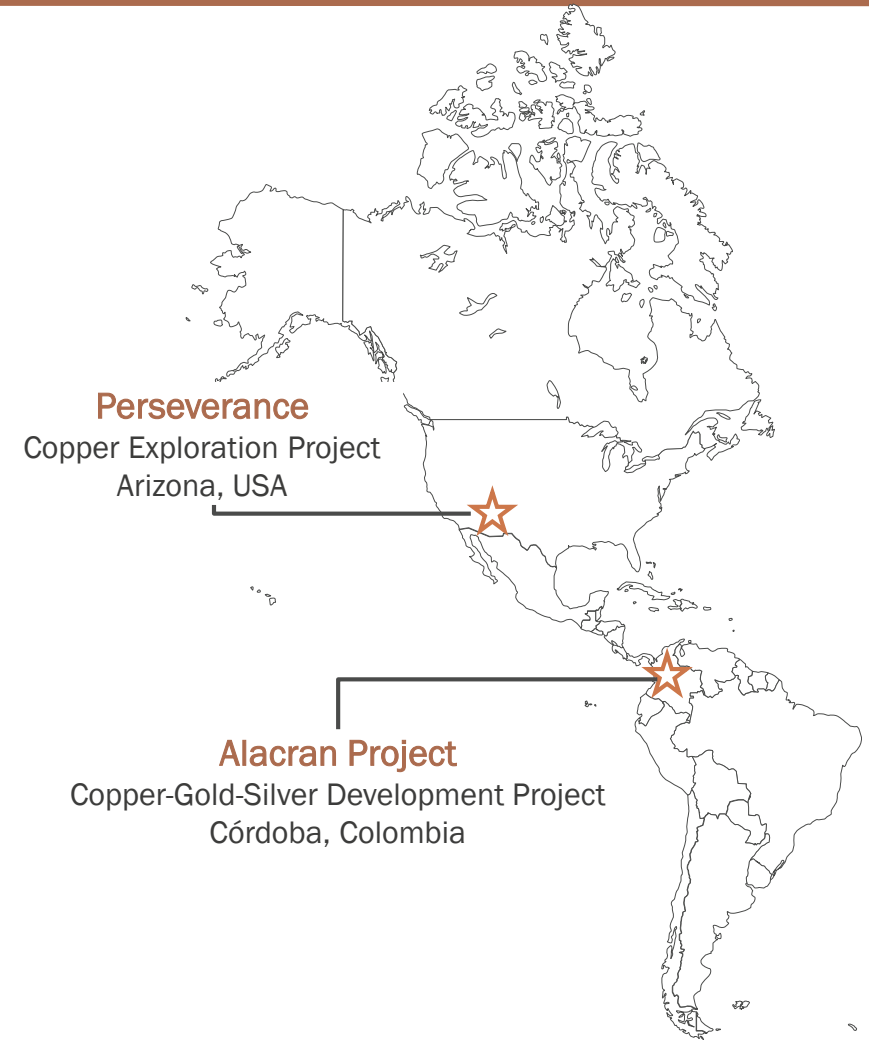 Perseverance
Copper Exploration Project
Arizona, USA
Alacran Project
Copper-Gold-Silver Development Project
Córdoba, Colombia